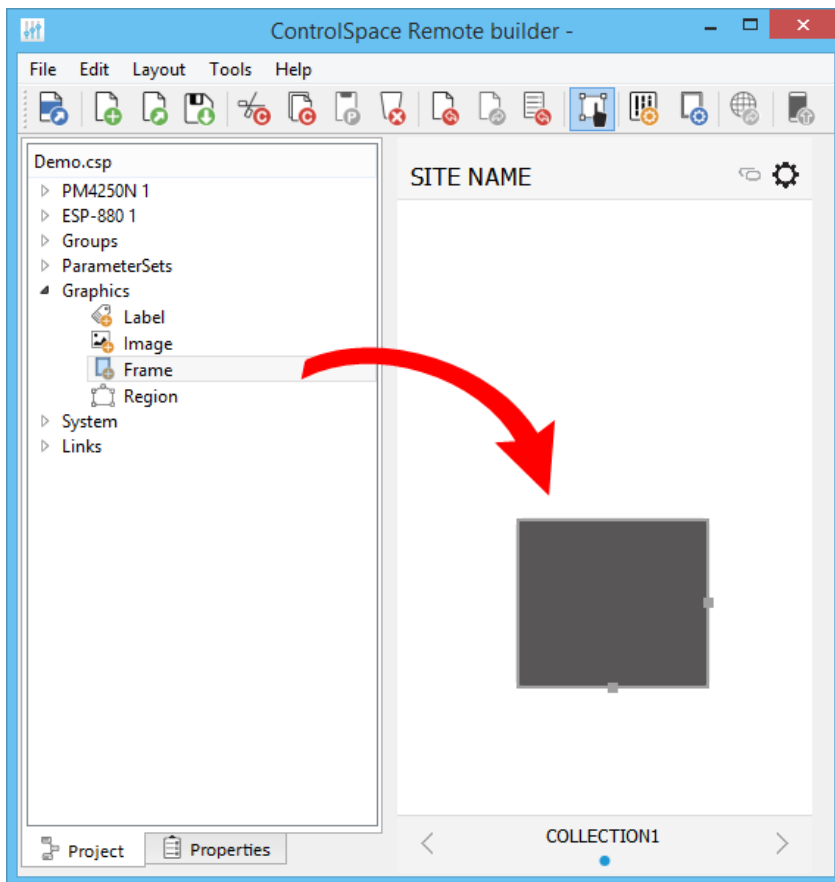 ControlSpace Remote builder -
File Edit Layout Tools Help
Demo.csp
PM4250N 1
ESP-880 1
Groups
ParameterSets
Graphics
Label
Image
Frame
Region
System
Links
SITE NAME
COLLECTION1
Project Properties